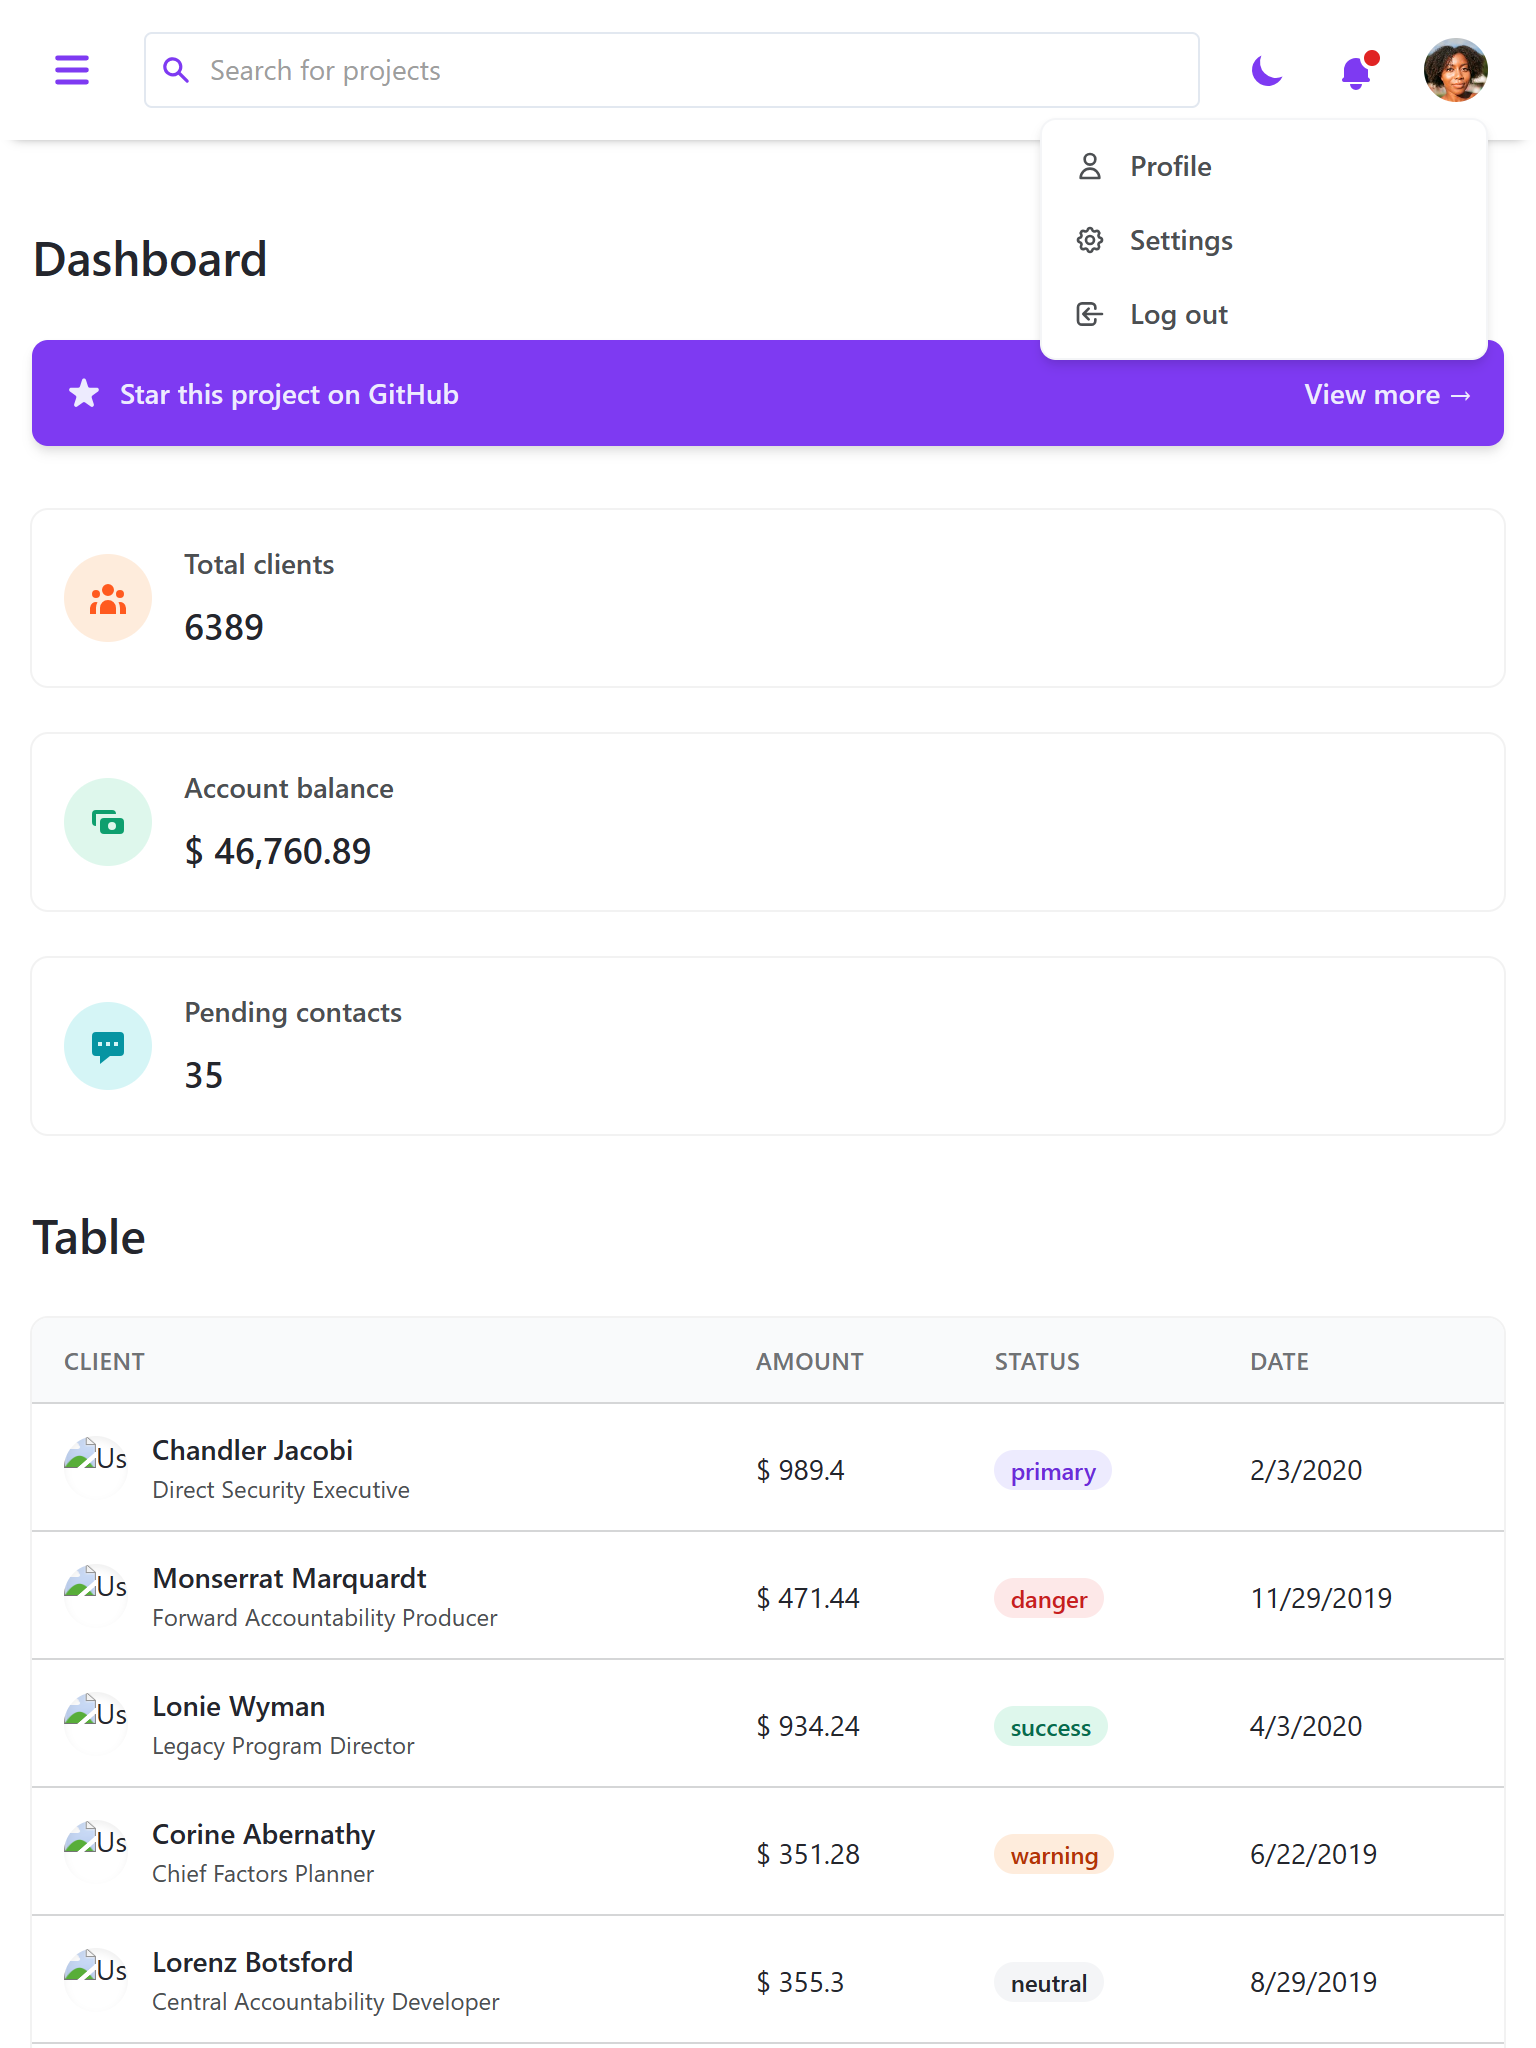 Search for projects
Profile
Settings
Log out
Dashboard
Star this project on GitHub
View more →
Total clients
6389
Account balance
$ 46,760.89
Pending contacts
35
Table
CLIENT AMOUNT STATUS DATE
Us Chandler Jacobi
Direct Security Executive
$ 989.4 primary 2/3/2020
Us Monserrat Marquardt
Forward Accountability Producer
$ 471.44 danger 11/29/2019
Us Lonie Wyman
Legacy Program Director
$ 934.24 success 4/3/2020
Us Corine Abernathy
Chief Factors Planner
$ 351.28 warning 6/22/2019
Us Lorenz Botsford
Central Accountability Developer
$ 355.3 neutral 8/29/2019